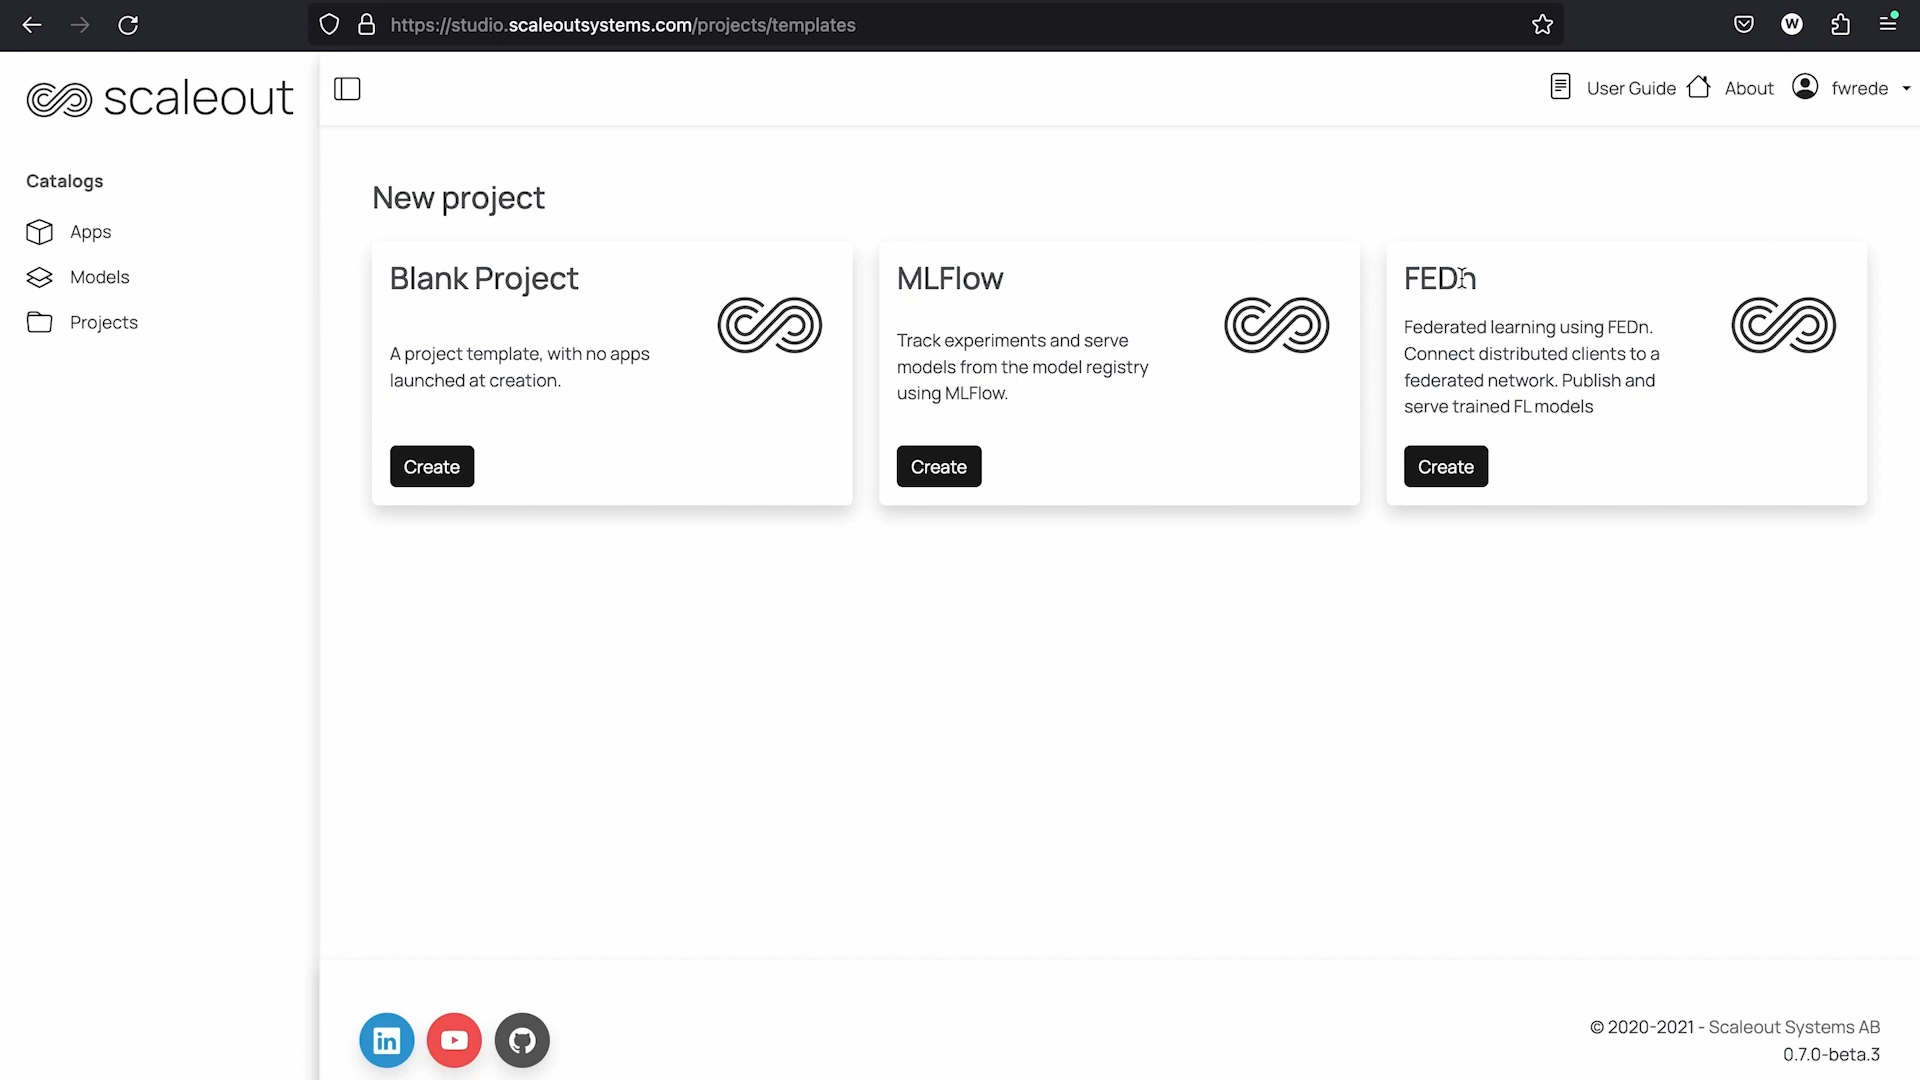 https://studio.scaleoutsystems.com/projects/templates
W
scaleout
User Guide
About
fwrede
Catalogs
Apps
Models
Projects
New project
Blank Project
A project template, with no apps
launched at creation.
Create
MLFlow
Track experiments and serve
models from the model registry
using MLFlow.
Create
FEDn
Federated learning using FEDn.
Connect distributed clients to a
federated network. Publish and
serve trained FL models
Create
in
© 2020-2021 - Scaleout Systems AB
0.7.0-beta.3